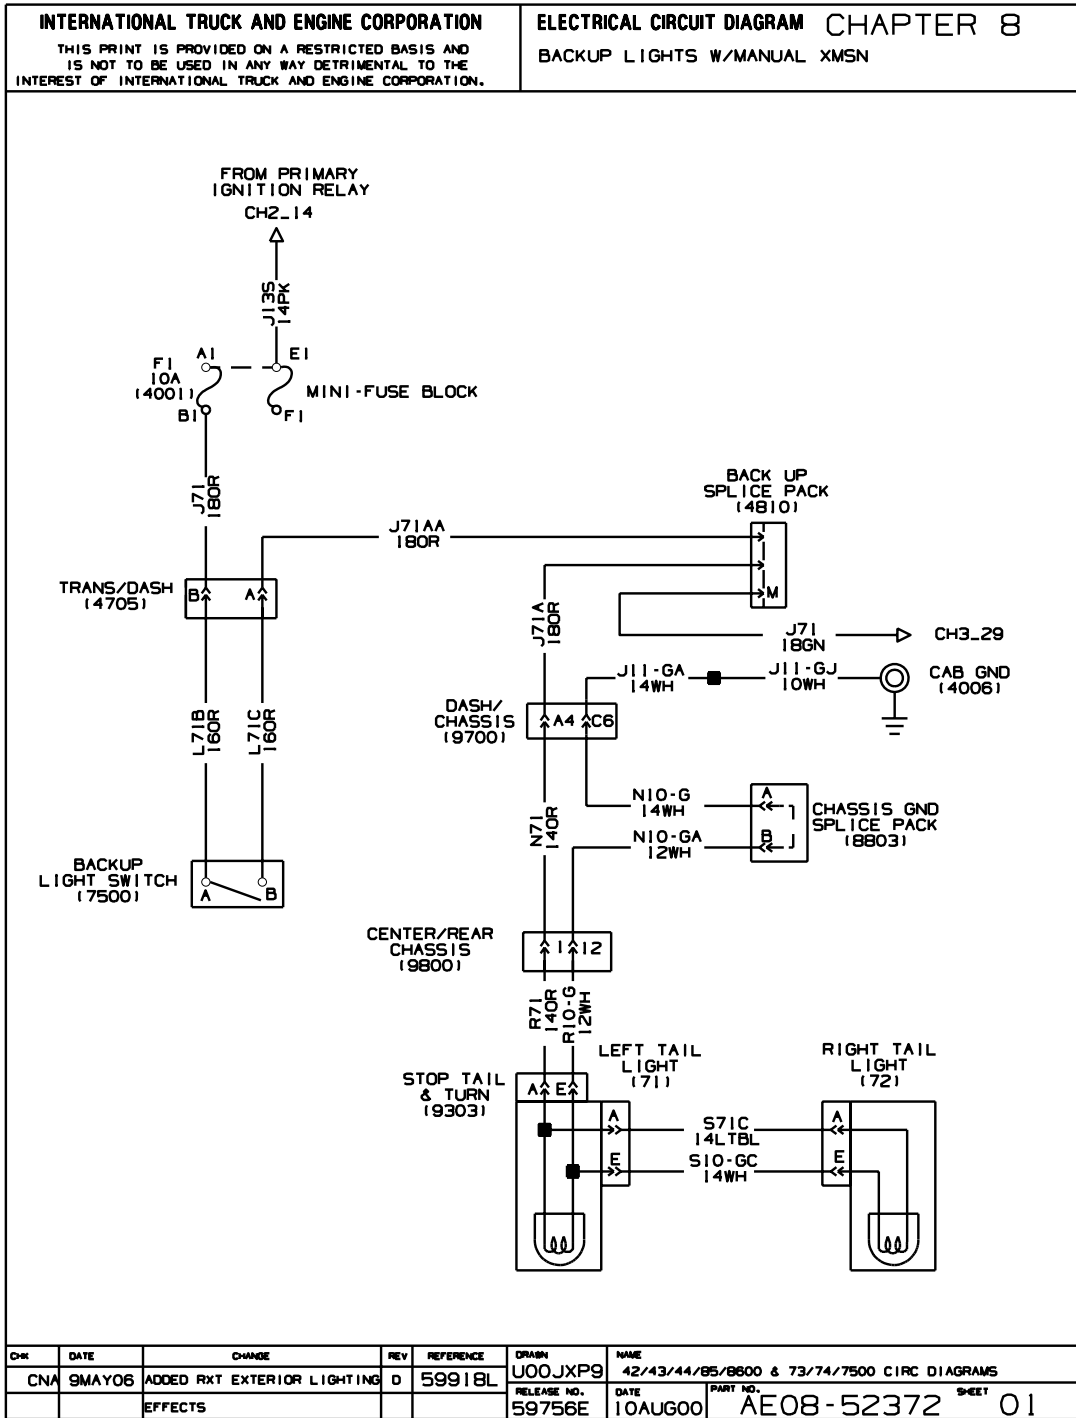 INTERNATIONAL TRUCK AND ENGINE CORPORATION
THIS PRINT IS PROVIDED ON A RESTRICTED BASIS AND
IS NOT TO BE USED IN ANY WAY DETRIMENTAL TO THE
INTEREST OF INTERNATIONAL TRUCK AND ENGINE CORPORATION.
ELECTRICAL CIRCUIT DIAGRAM CHAPTER 8
BACKUP LIGHTS W/MANUAL XMSN
FROM PRIMARY
IGNITION RELAY
CH2_14
J13S
14PK
A1
E1
F1
10A
(4001)
MINI-FUSE BLOCK
B1
F1
J71
18OR
BACK UP
SPLICE PACK
(4810)
J71AA
18OR
TRANS/DASH
(4705)
B
A
M
J71A
18OR
J71
18GN
CH3_29
J11-GA
14WH
J11-GJ
10WH
CAB GND
(4006)
DASH/
CHASSIS
(9700)
A4
C6
L71B
16OR
L71C
16OR
N10-G
14WH
A
CHASSIS GND
SPLICE PACK
(8803)
N71
14OR
N10-GA
12WH
B
BACKUP
LIGHT SWITCH
(7500)
A
B
CENTER/REAR
CHASSIS
(9800)
1
12
R71
14OR
R10-G
12WH
LEFT TAIL
LIGHT
(71)
RIGHT TAIL
LIGHT
(72)
STOP TAIL
& TURN
(9303)
A
E
A
S71C
14LTBL
A
E
S10-GC
14WH
E
CHK DATE CHANGE REV REFERENCE
CNA 9MAY06 ADDED RXT EXTERIOR LIGHTING D 59918L
EFFECTS
DRAWN
U00JXP9
NAME
42/43/44/85/8600 & 73/74/7500 CIRC DIAGRAMS
RELEASE NO.
59756E
DATE
10AUG00
PART NO.
AE08-52372
SHEET
01